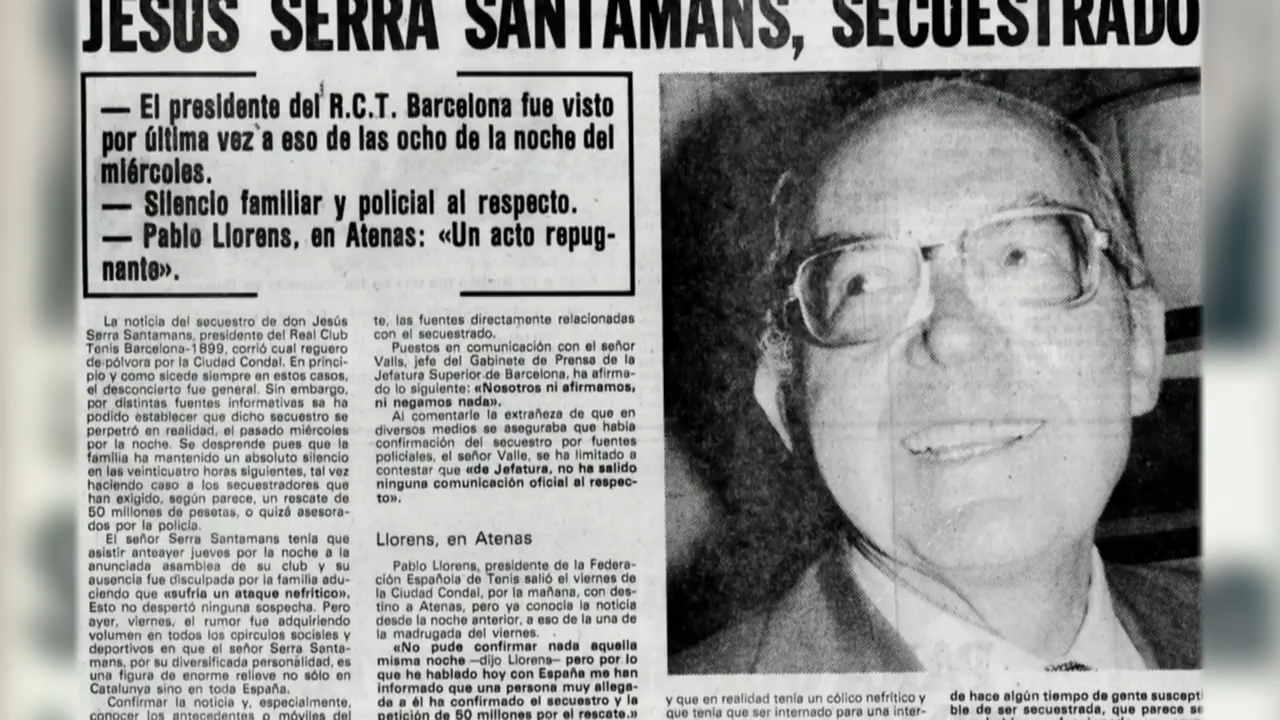 JESUS SERRA SANTAMANS, SECUESTRADO
— El presidente del R.C.T. Barcelona fue visto
por última vez a eso de las ocho de la noche del
miércoles.
— Silencio familiar y policial al respecto.
— Pablo Llorens, en Atenas: «Un acto repug-
nante».
La noticia del secuestro de don Jesús
Serra Santamans, presidente del Real Club
Tenis Barcelona-1899, corrió cual reguero
de pólvora por la Ciudad Condal. En princi-
pio y como sicede siempre en estos casos,
el desconcierto fue general. Sin embargo,
por distintas fuentes informativas se ha
podido establecer que dicho secuestro se
perpetró en realidad, el pasado miércoles
por la noche. Se desprende pues que la
familia ha mantenido un absoluto silencio
en las veinticuatro horas siguientes, tal vez
haciendo caso a los secuestradores que
han exigido, según parece, un rescate de
50 millones de pesetas, o quizá asesora-
dos por la policía.
El señor Serra Santamans tenía que
asistir anteayer jueves por la noche a la
anunciada asamblea de su club y su
ausencia fue disculpada por la familia adu-
ciendo que «sufría un ataque nefrítico».
Esto no despertó ninguna sospecha. Pero
ayer, viernes, el rumor fue adquiriendo
volumen en todos los cpirculos socisles y
deportivos en que el señor Serra Santa-
mans, por su diversificada personalidad, es
una figura de enorme relieve no sólo en
Catalunya sino en toda España.
Confirmar la noticia y, especialmente,
conocer los antecedentes o móviles del
te, las fuentes directamente relacionadas
con el secuestrado.
Puestos en comunicación con el señor
Valls, jefe del Gabinete de Prensa de la
Jefatura Superior de Barcelona, ha afirma-
do lo siguiente: «Nosotros ni afirmamos,
ni negamos nada».
Al comentarle la extrañeza de que en
diversos medios se aseguraba que había
confirmación del secuestro por fuentes
policiales, el señor Valle, se ha limitado a
contestar que «de Jefatura, no ha salido
ninguna comunicación oficial al respec-
to».
Llorens, en Atenas
Pablo Llorens, presidente de la Federa-
ción Española de Tenis salió el viernes de
la Ciudad Condal, por la mañana, con des-
tino a Atenas, pero ya conocía la noticia
desde la noche anterior, a eso de la una de
la madrugada del viernes.
«No pude confirmar nada aquella
misma noche —dijo Llorens— pero por lo
que he hablado hoy con España me han
informado que una persona muy allega-
da a él ha confirmado el secuestro y la
petición de 50 millones por el rescate.»
y que en realidad tenía un cólico nefrítico y
que tenía que ser internado para una inter-
de hace algún tiempo de gente suscepti
ble de ser secuestrada, que parece se